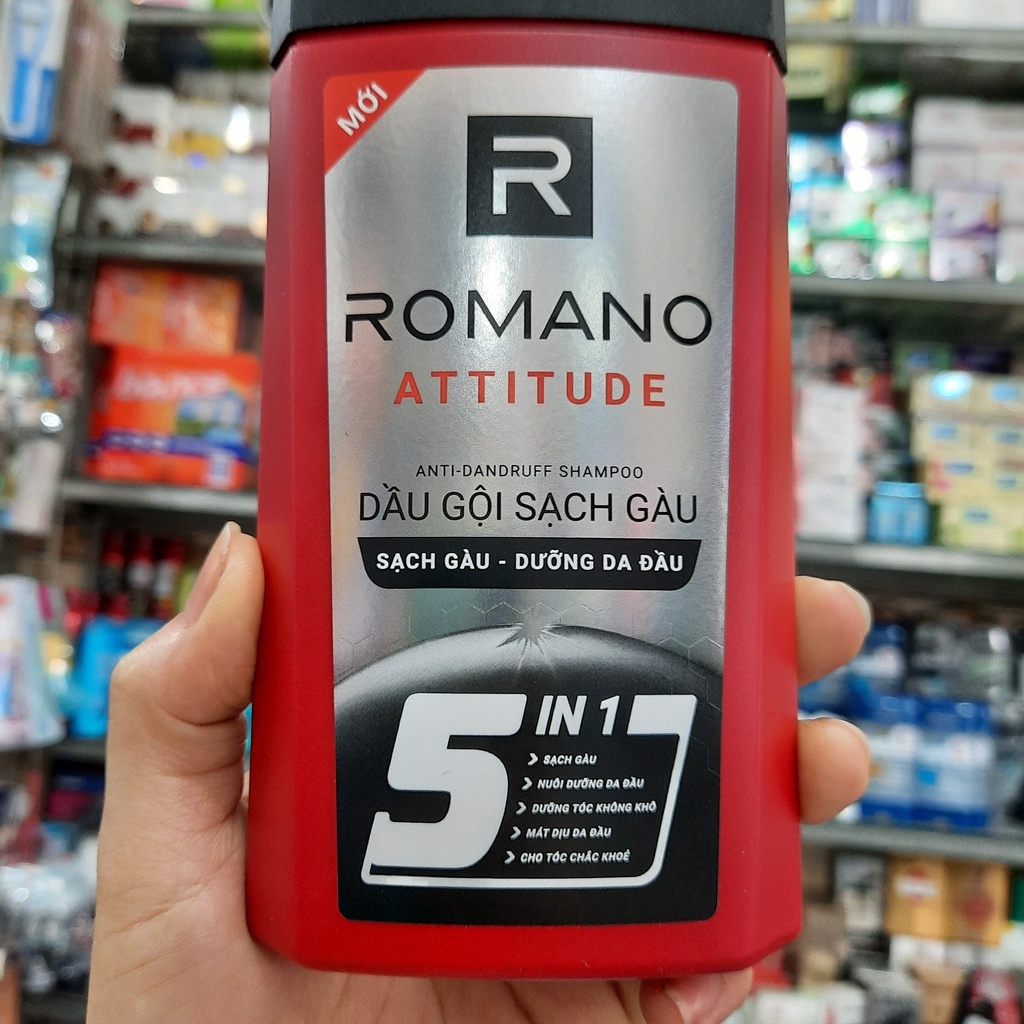 MỚI
R
ROMANO
ATTITUDE
ANTI-DANDRUFF SHAMPOO
DẦU GỘI SẠCH GÀU
SẠCH GÀU - DƯỠNG DA ĐẦU
5 IN 1
SẠCH GÀU
NUÔI DƯỠNG DA ĐẦU
DƯỠNG TÓC KHÔNG KHÔ
MÁT DỊU DA ĐẦU
CHO TÓC CHẮC KHOẺ